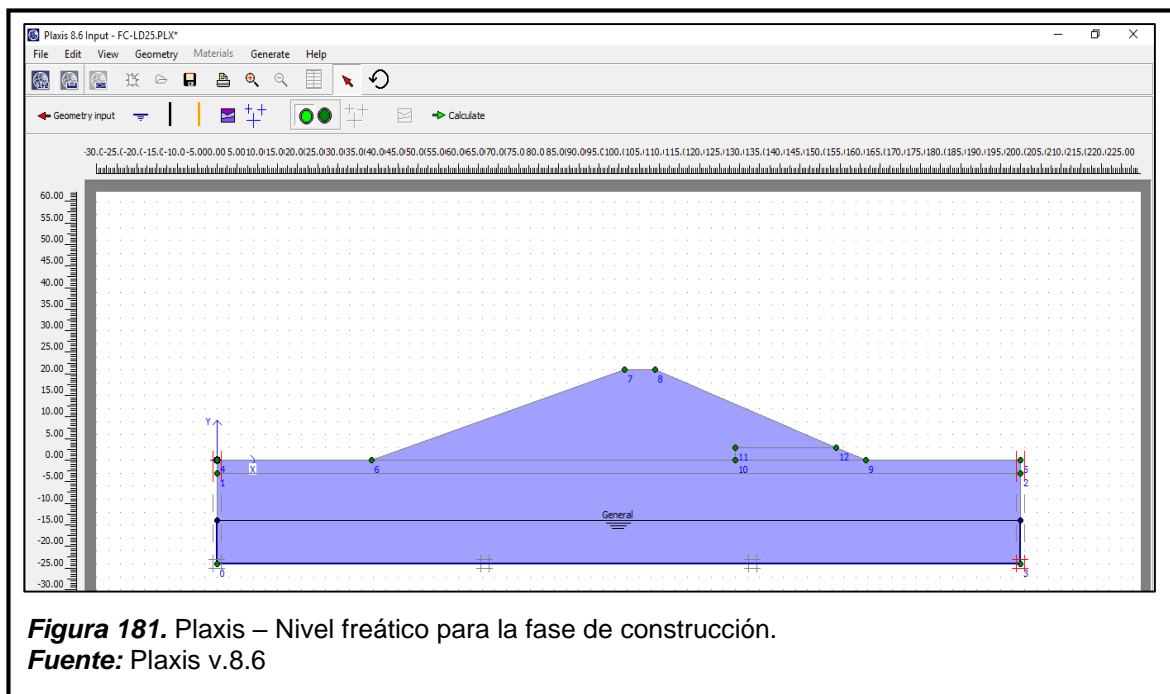 Plaxis 8.6 Input - FC-LD25.PLX*
File Edit View Geometry Materials Generate Help
Geometry input Calculate
60.00
55.00
50.00
45.00
40.00
35.00
30.00
25.00
20.00
15.00
10.00
5.00
0.00
-5.00
-10.00
-15.00
-20.00
-25.00
-30.00
7 8
Y
11 12
4 X 6 10 9 5
1 2
General
0 3
Figura 181. Plaxis – Nivel freático para la fase de construcción.
Fuente: Plaxis v.8.6